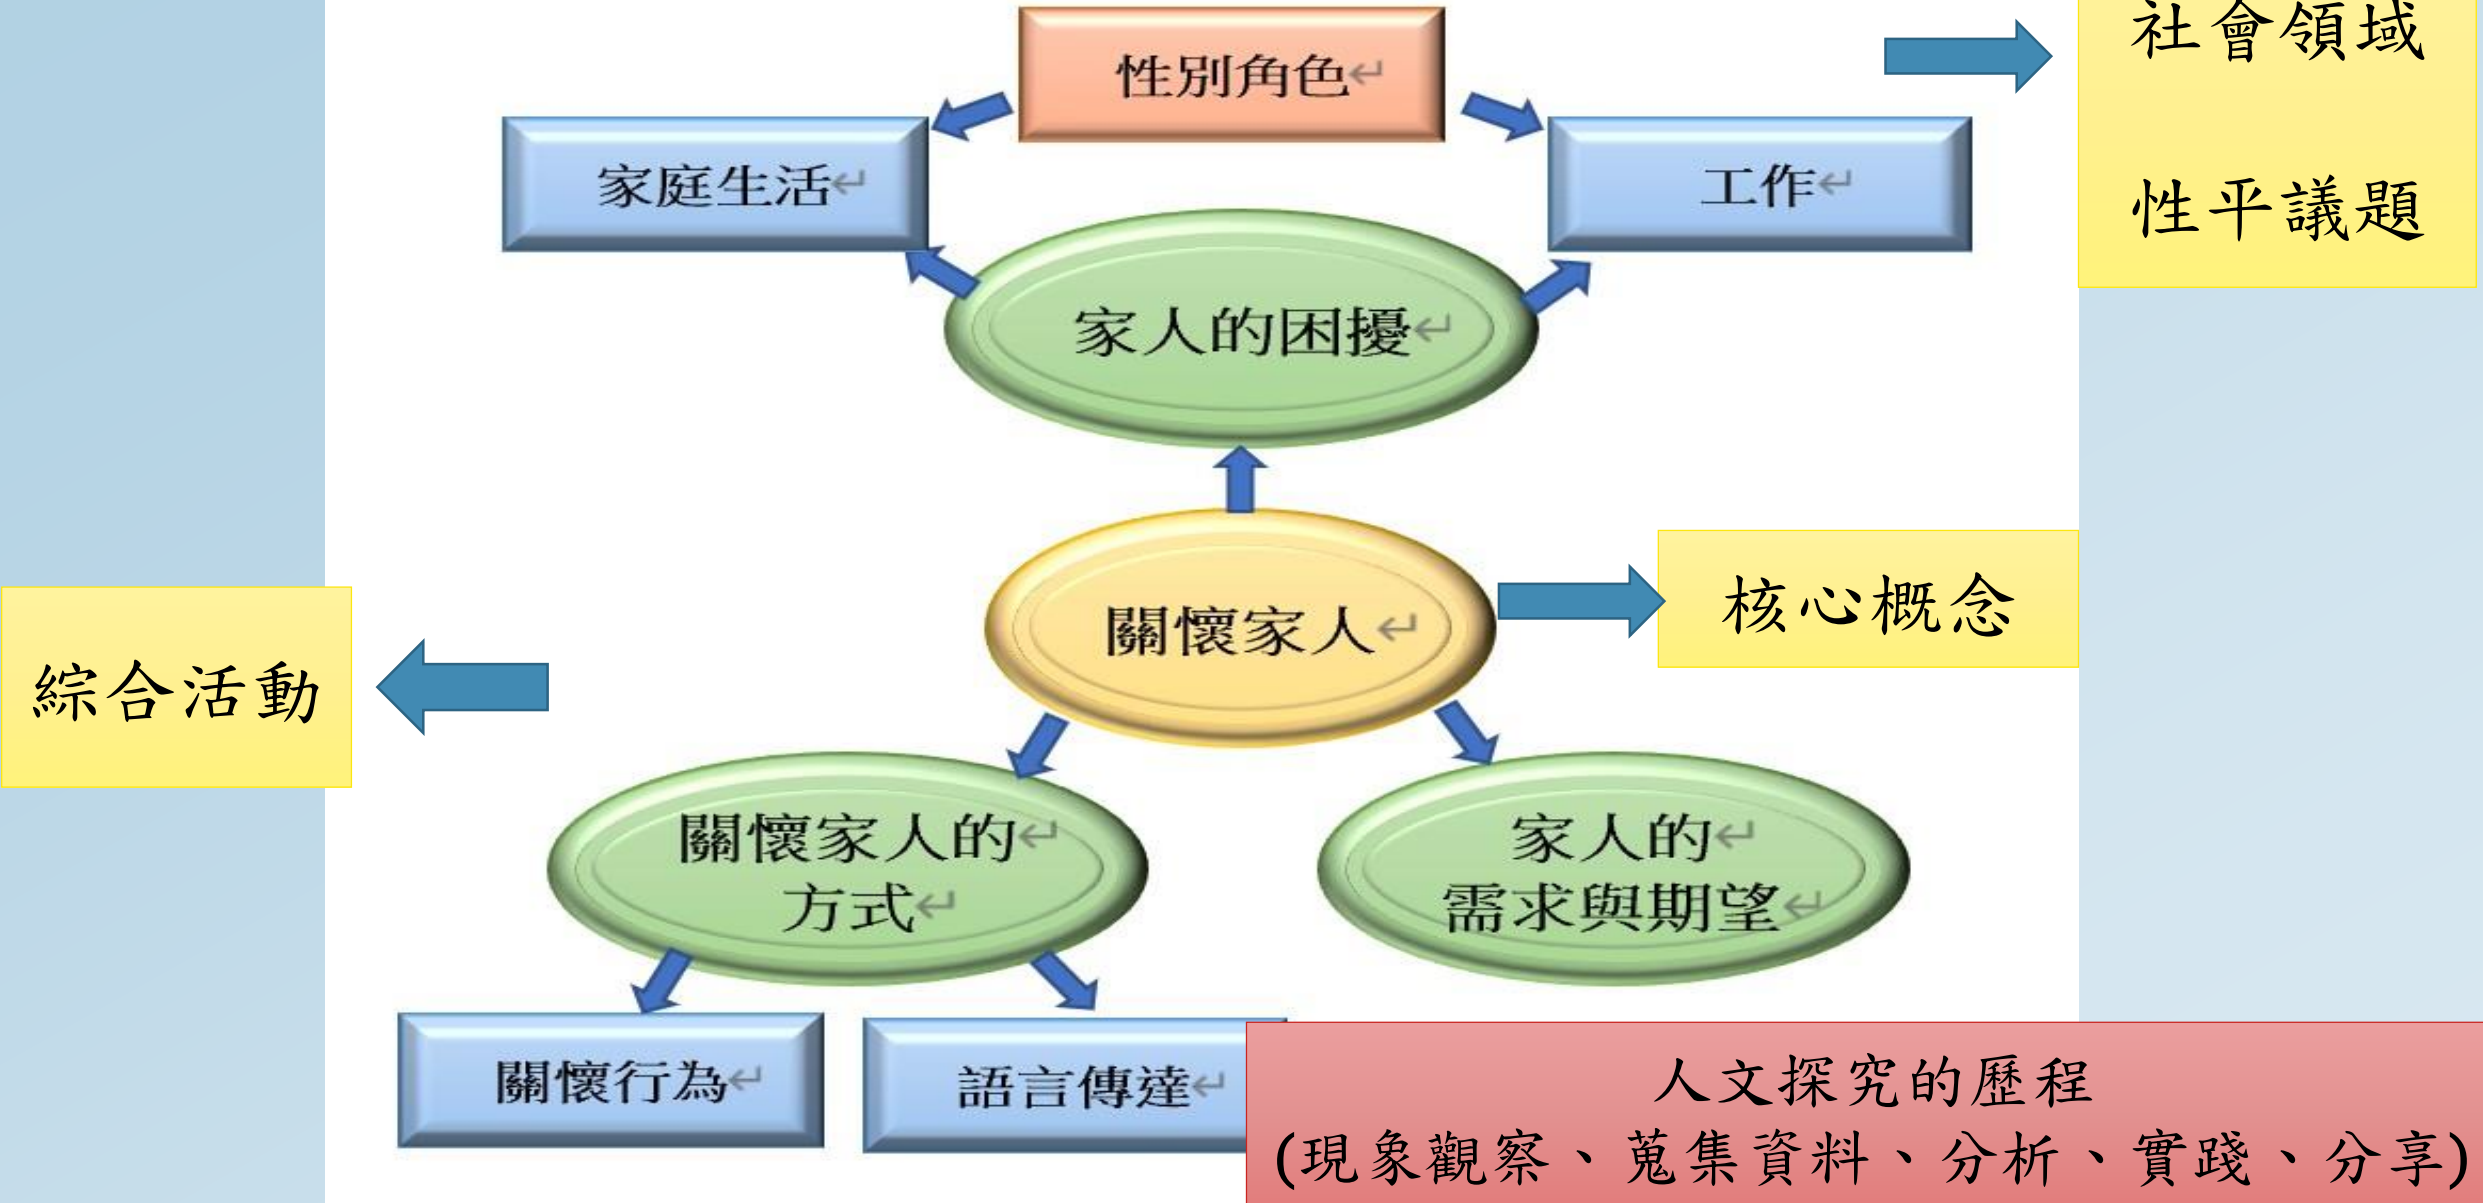 社會領域
性別角色
家庭生活
工作
性平議題
家人的困擾
關懷家人
核心概念
綜合活動
關懷家人的
方式
家人的
需求與期望
關懷行為
語言傳達
人文探究的歷程
(現象觀察、蒐集資料、分析、實踐、分享)